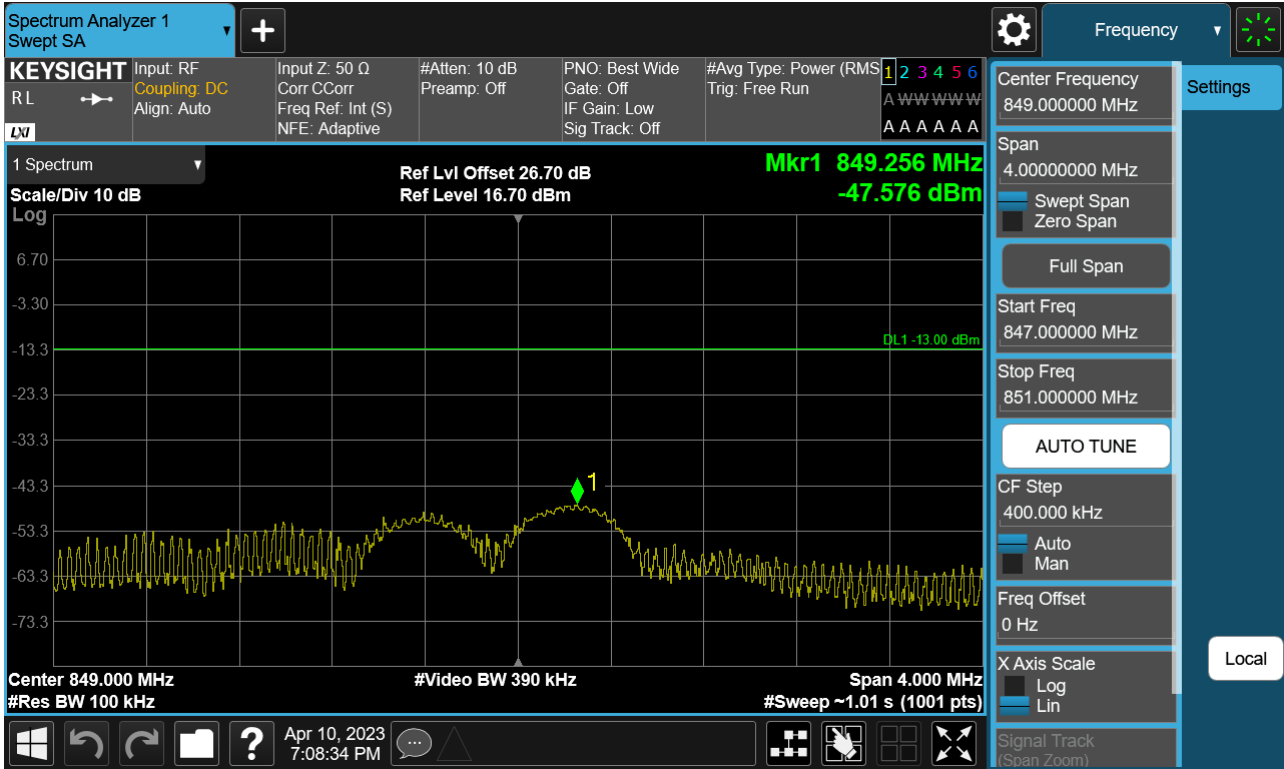 Spectrum Analyzer 1
Swept SA
Frequency
KEYSIGHT
R L
LXI
Input: RF
Coupling: DC
Align: Auto
Input Z: 50 Ω
Corr CCorr
Freq Ref: Int (S)
NFE: Adaptive
#Atten: 10 dB
Preamp: Off
PNO: Best Wide
Gate: Off
IF Gain: Low
Sig Track: Off
#Avg Type: Power (RMS
Trig: Free Run
1 2 3 4 5 6
A W W W W W
A A A A A A
1 Spectrum
Scale/Div 10 dB
Log
Ref Lvl Offset 26.70 dB
Ref Level 16.70 dBm
Mkr1 849.256 MHz
-47.576 dBm
6.70
-3.30
-13.3
-23.3
-33.3
-43.3
-53.3
-63.3
-73.3
DL1 -13.00 dBm
1
Center 849.000 MHz
#Res BW 100 kHz
#Video BW 390 kHz
Span 4.000 MHz
#Sweep ~1.01 s (1001 pts)
?
Apr 10, 2023
7:08:34 PM
Center Frequency
849.000000 MHz
Span
4.00000000 MHz
Swept Span
Zero Span
Full Span
Start Freq
847.000000 MHz
Stop Freq
851.000000 MHz
AUTO TUNE
CF Step
400.000 kHz
Auto
Man
Freq Offset
0 Hz
X Axis Scale
Log
Lin
Signal Track
(Span Zoom)
Settings
Local